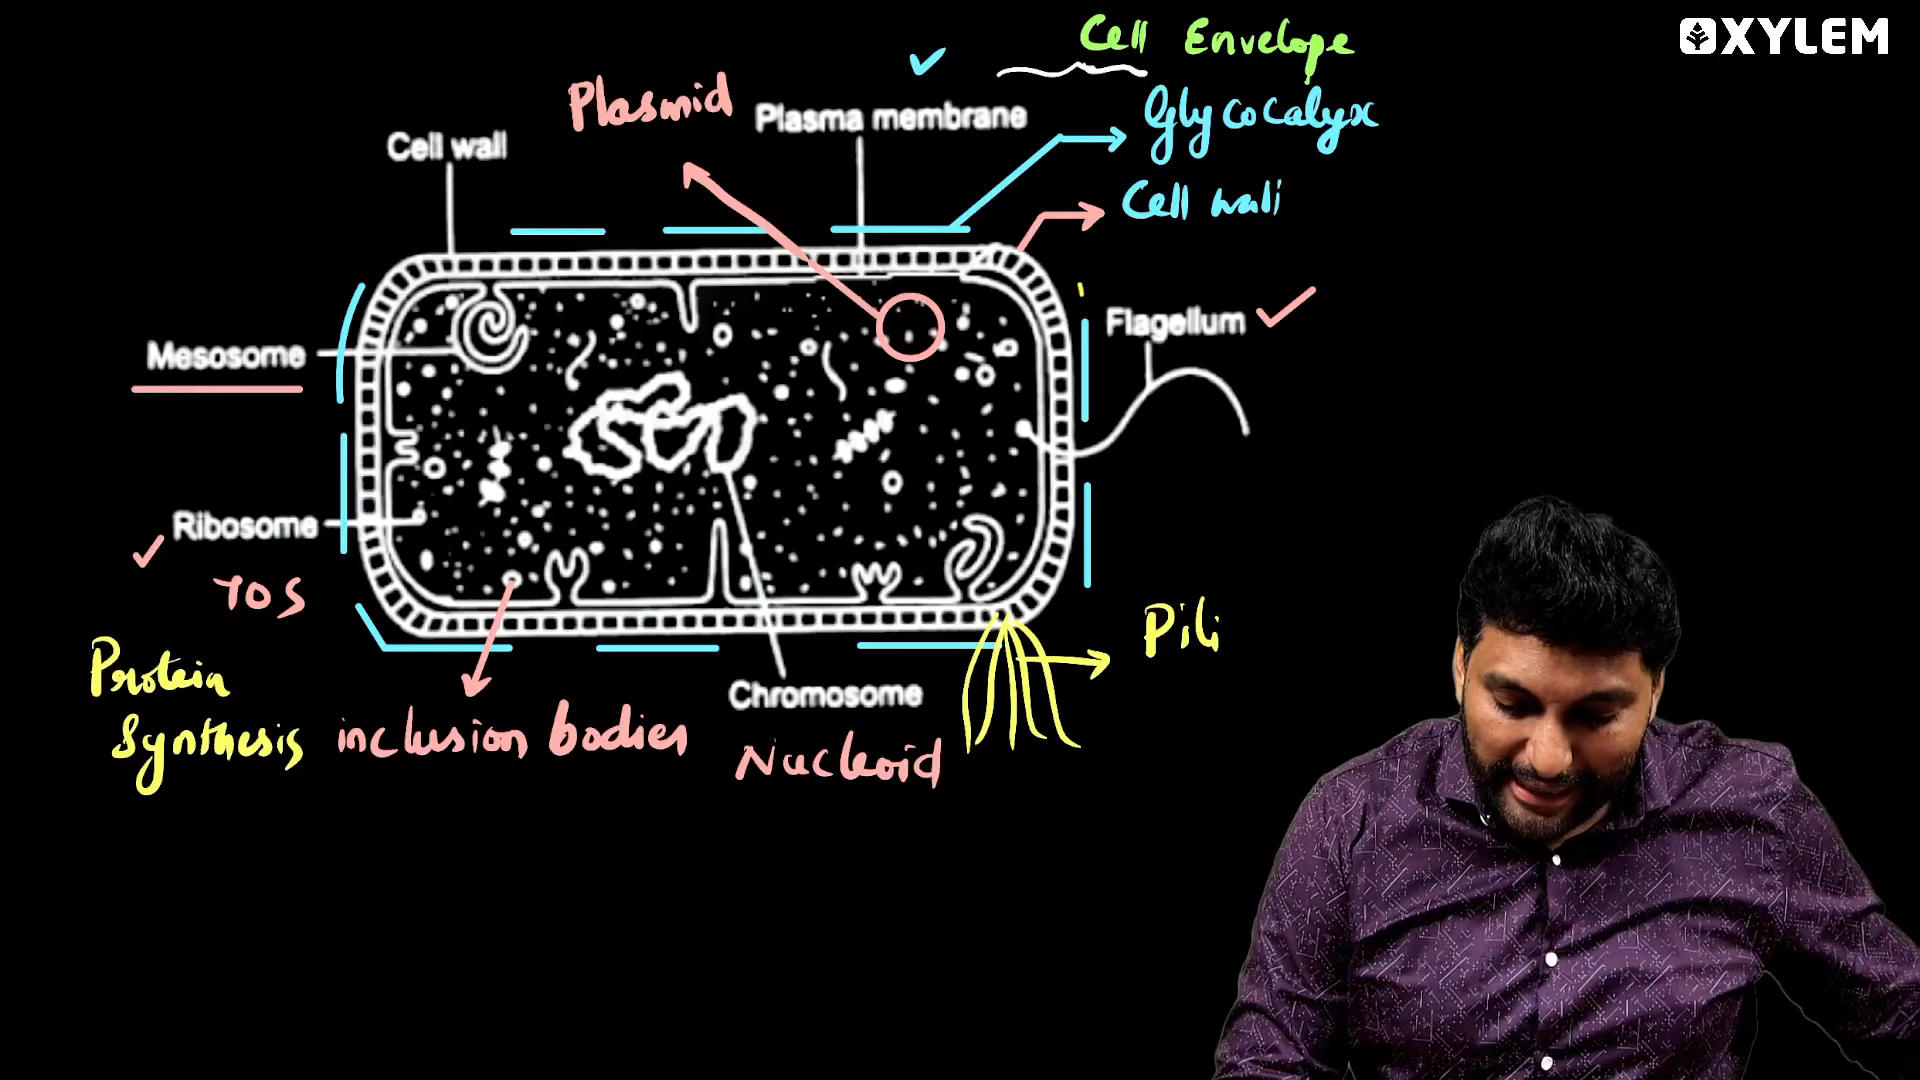 XYLEM
Cell Envelope
Plasmid
Plasma membrane
Glycocalyx
Cell wall
Cell wall
Flagellum
Mesosome
Ribosome
70S
Pili
Protein
Synthesis
inclusion bodies
Chromosome
Nucleoid